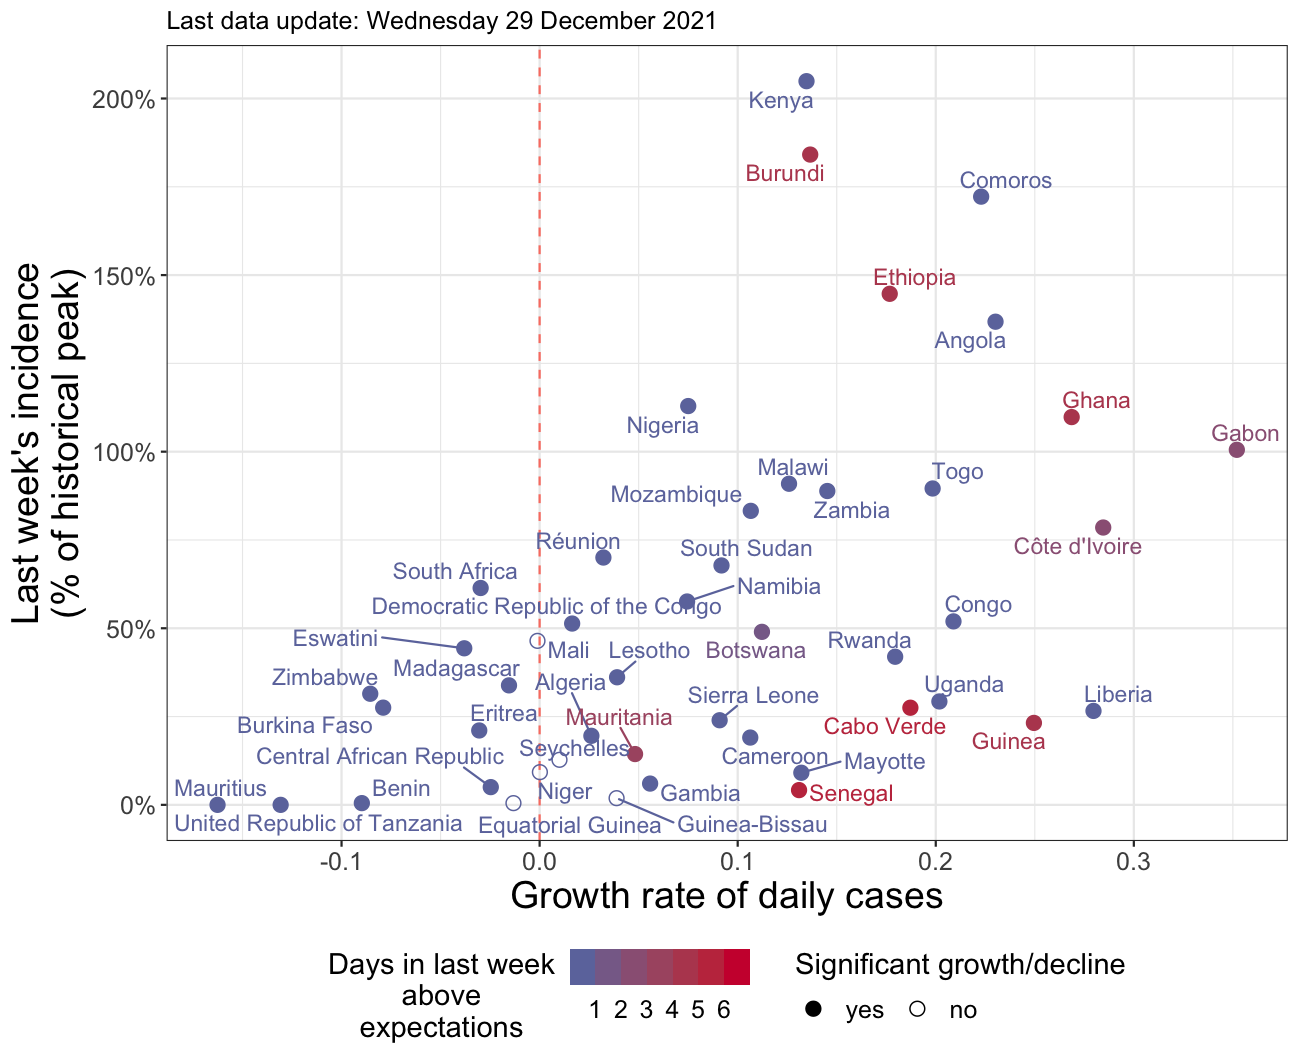 Last data update: Wednesday 29 December 2021
Last week's incidence
(% of historical peak)
200%
150%
100%
50%
0%
Kenya
Burundi
Comoros
Ethiopia
Angola
Ghana
Nigeria
Gabon
Malawi
Togo
Mozambique
Zambia
Réunion
South Sudan
Côte d'Ivoire
South Africa
Namibia
Democratic Republic of the Congo
Congo
Eswatini
Mali
Lesotho
Botswana
Rwanda
Madagascar
Zimbabwe
Algeria
Sierra Leone
Uganda
Liberia
Burkina Faso
Eritrea
Mauritania
Cabo Verde
Guinea
Central African Republic
Seychelles
Cameroon
Mayotte
Mauritius
Benin
Niger
Gambia
Senegal
United Republic of Tanzania
Equatorial Guinea
Guinea-Bissau
-0.1
0.0
0.1
0.2
0.3
Growth rate of daily cases
Days in last week
above
expectations
1 2 3 4 5 6
Significant growth/decline
yes
no